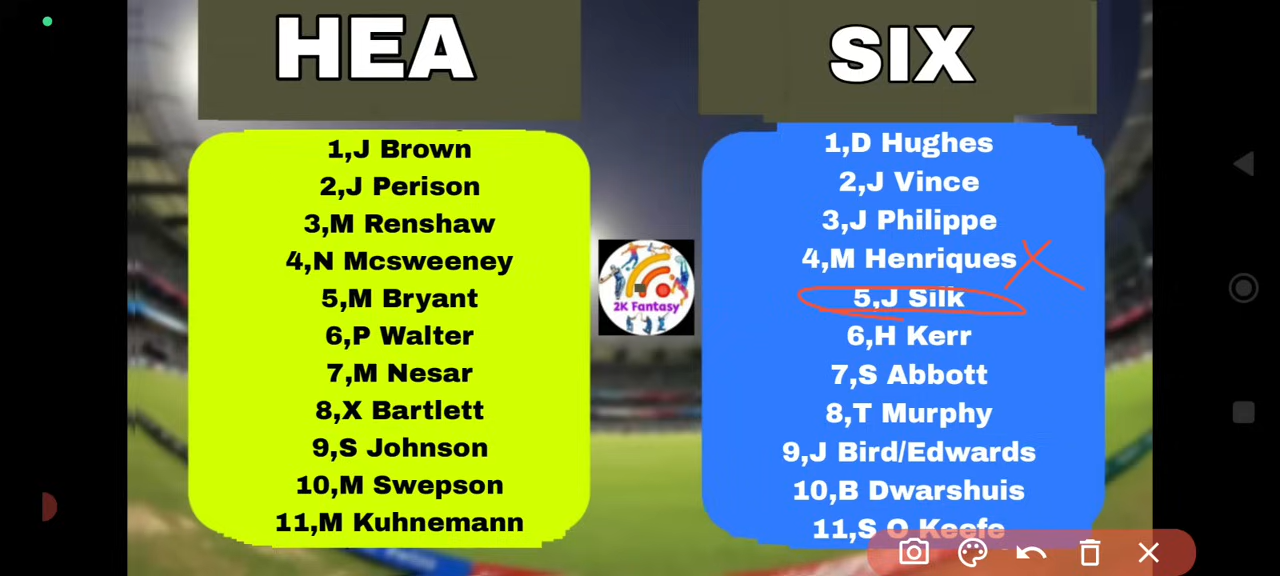 HEA
1,J Brown
2,J Perison
3,M Renshaw
4,N Mcsweeney
5,M Bryant
6,P Walter
7,M Nesar
8,X Bartlett
9,S Johnson
10,M Swepson
11,M Kuhnemann
2K Fantasy
SIX
1,D Hughes
2,J Vince
3,J Philippe
4,M Henriques
5,J Silk
6,H Kerr
7,S Abbott
8,T Murphy
9,J Bird/Edwards
10,B Dwarshuis
11,S O Keefe